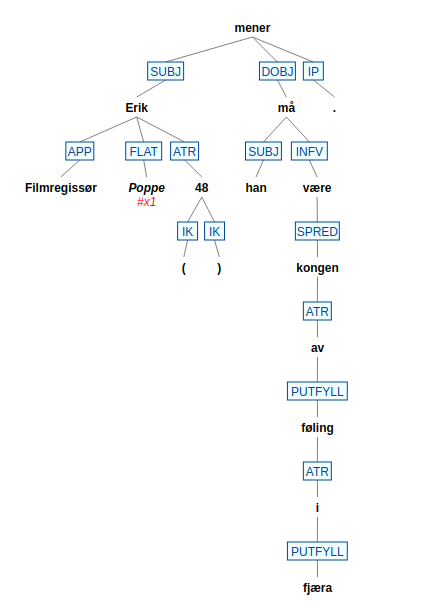 mener
SUBJ DOBJ IP
Erik må .
APP FLAT ATR SUBJ INFV
Filmregissør Poppe 48 han være
#x1
IK IK SPRED
( ) kongen
ATR
av
PUTFYLL
føling
ATR
i
PUTFYLL
fjæra